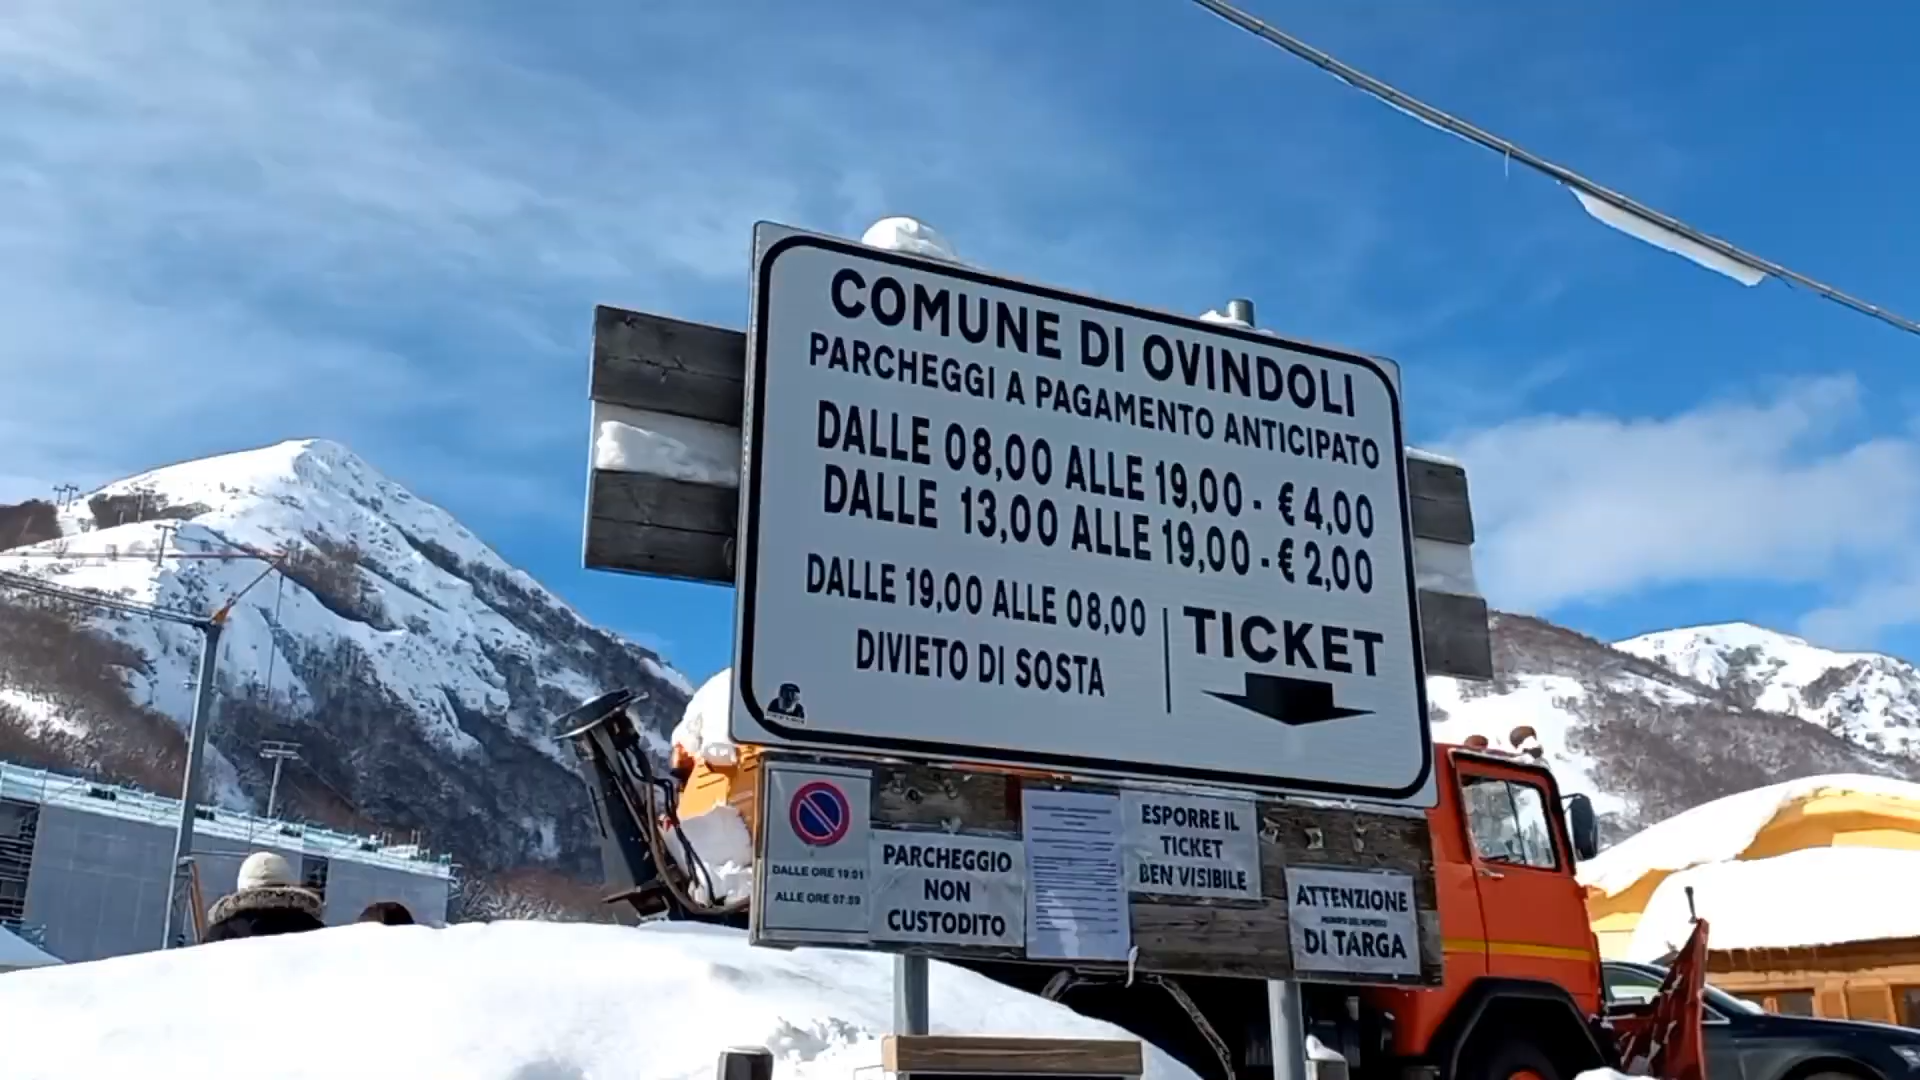 COMUNE DI OVINDOLI
PARCHEGGI A PAGAMENTO ANTICIPATO
DALLE 08,00 ALLE 19,00 - € 4,00
DALLE 13,00 ALLE 19,00 - € 2,00
DALLE 19,00 ALLE 08,00
DIVIETO DI SOSTA
TICKET
DALLE ORE 19:01
ALLE ORE 07:59
PARCHEGGIO
NON
CUSTODITO
ESPORRE IL
TICKET
BEN VISIBILE
ATTENZIONE
DI TARGA